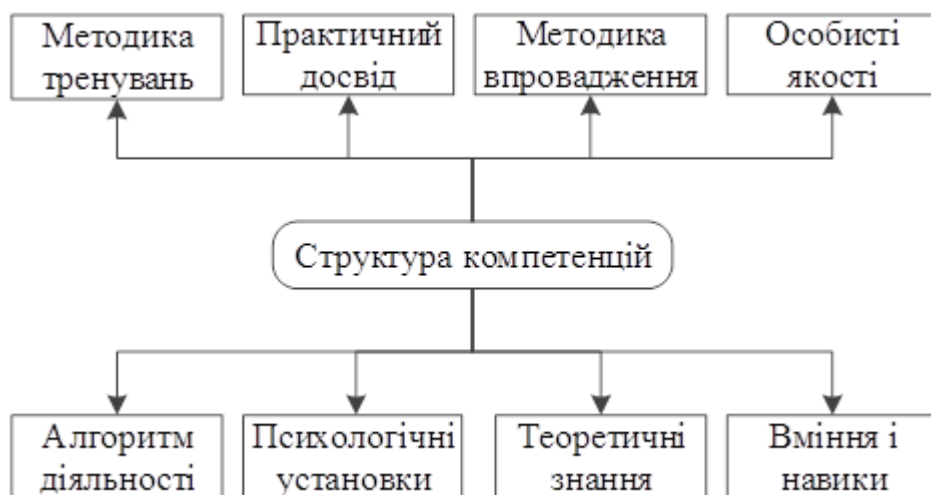 Методика
тренувань
Практичний
досвід
Методика
впровадження
Особисті
якості
Структура компетенцій
Алгоритм
діяльності
Психологічні
установки
Теоретичні
знання
Вміння і
навики